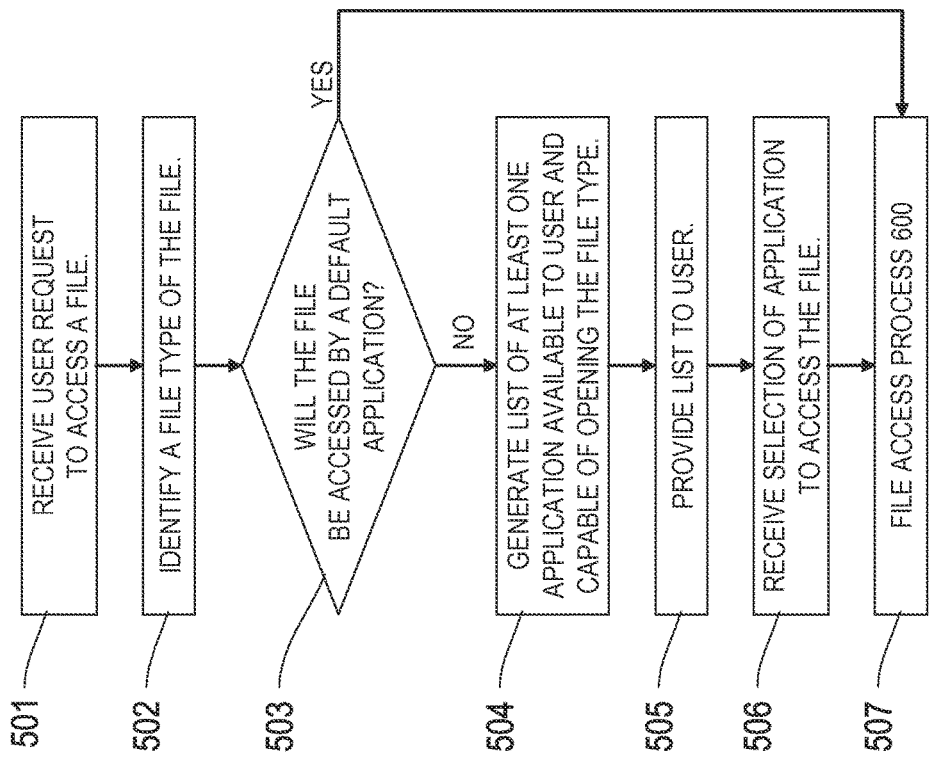 501
RECEIVE USER REQUEST
TO ACCESS A FILE.
502
IDENTIFY A FILE TYPE OF THE FILE.
503
WILL THE FILE
BE ACCESSED BY A DEFAULT
APPLICATION?
YES
NO
504
GENERATE LIST OF AT LEAST ONE
APPLICATION AVAILABLE TO USER AND
CAPABLE OF OPENING THE FILE TYPE.
505
PROVIDE LIST TO USER.
506
RECEIVE SELECTION OF APPLICATION
TO ACCESS THE FILE.
507
FILE ACCESS PROCESS 600